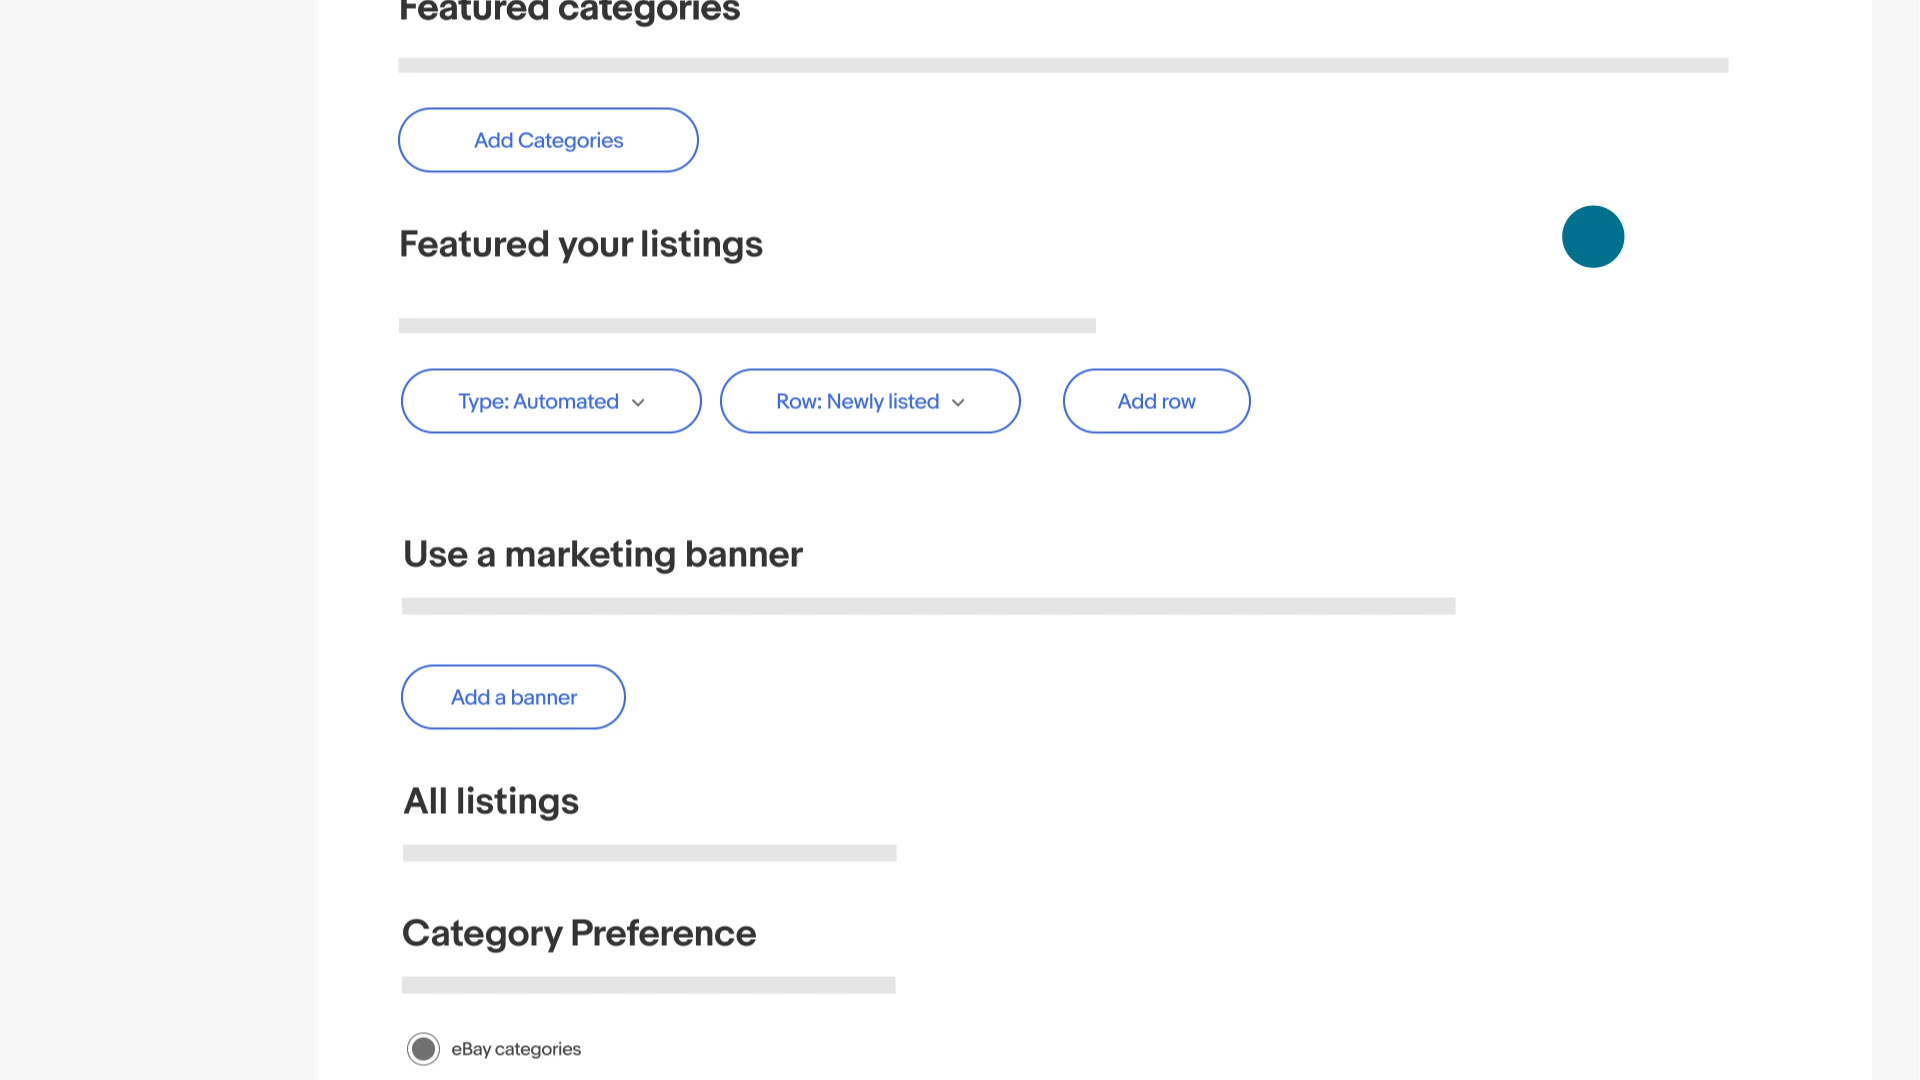 Featured categories
Add Categories
Featured your listings
Type: Automated
Row: Newly listed
Add row
Use a marketing banner
Add a banner
All listings
Category Preference
eBay categories